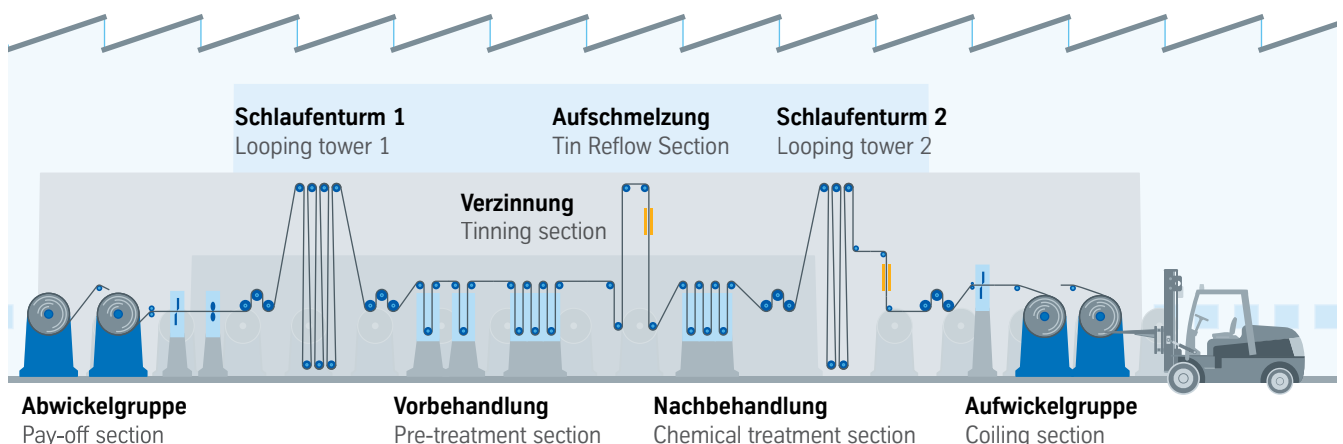 Schlaufenturm 1
Looping tower 1
Aufschmelzung
Tin Reflow Section
Schlaufenturm 2
Looping tower 2
Verzinnung
Tinning section
Abwickelgruppe
Pay-off section
Vorbehandlung
Pre-treatment section
Nachbehandlung
Chemical treatment section
Aufwickelgruppe
Coiling section